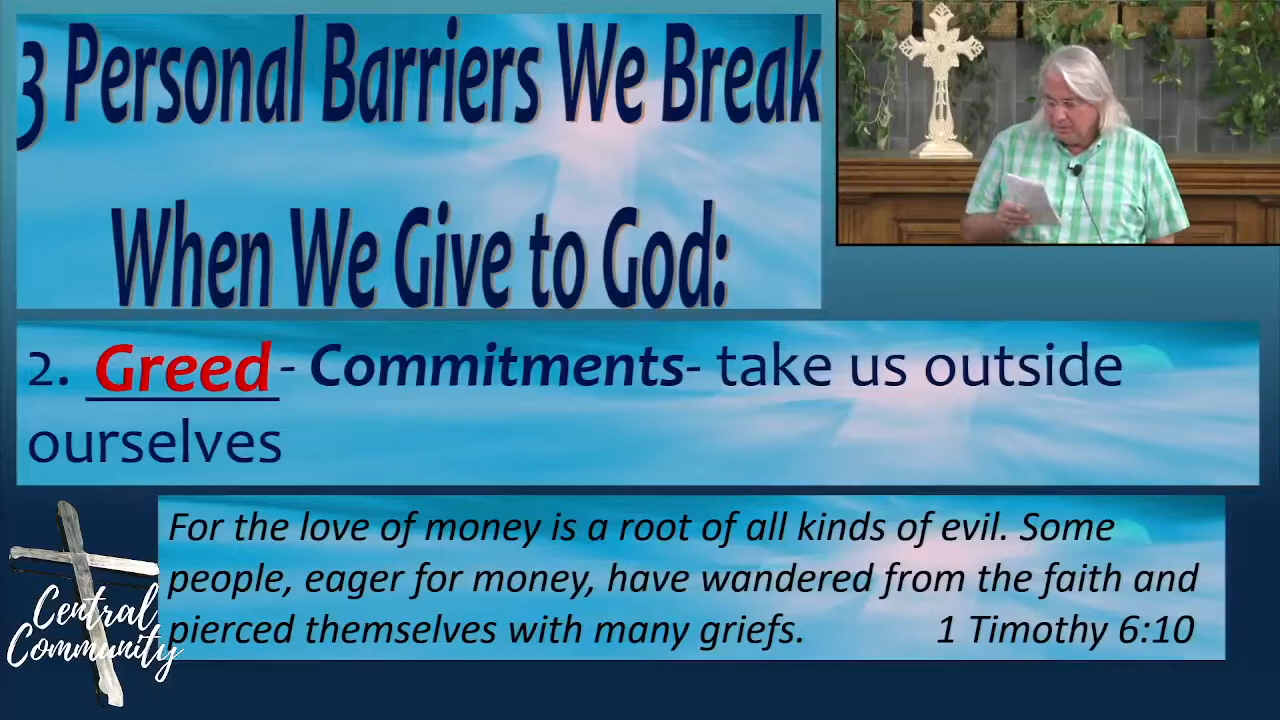 3 Personal Barriers We Break
When We Give to God:
2. Greed - Commitments- take us outside
ourselves
For the love of money is a root of all kinds of evil. Some
people, eager for money, have wandered from the faith and
pierced themselves with many griefs. 1 Timothy 6:10
Central
Community